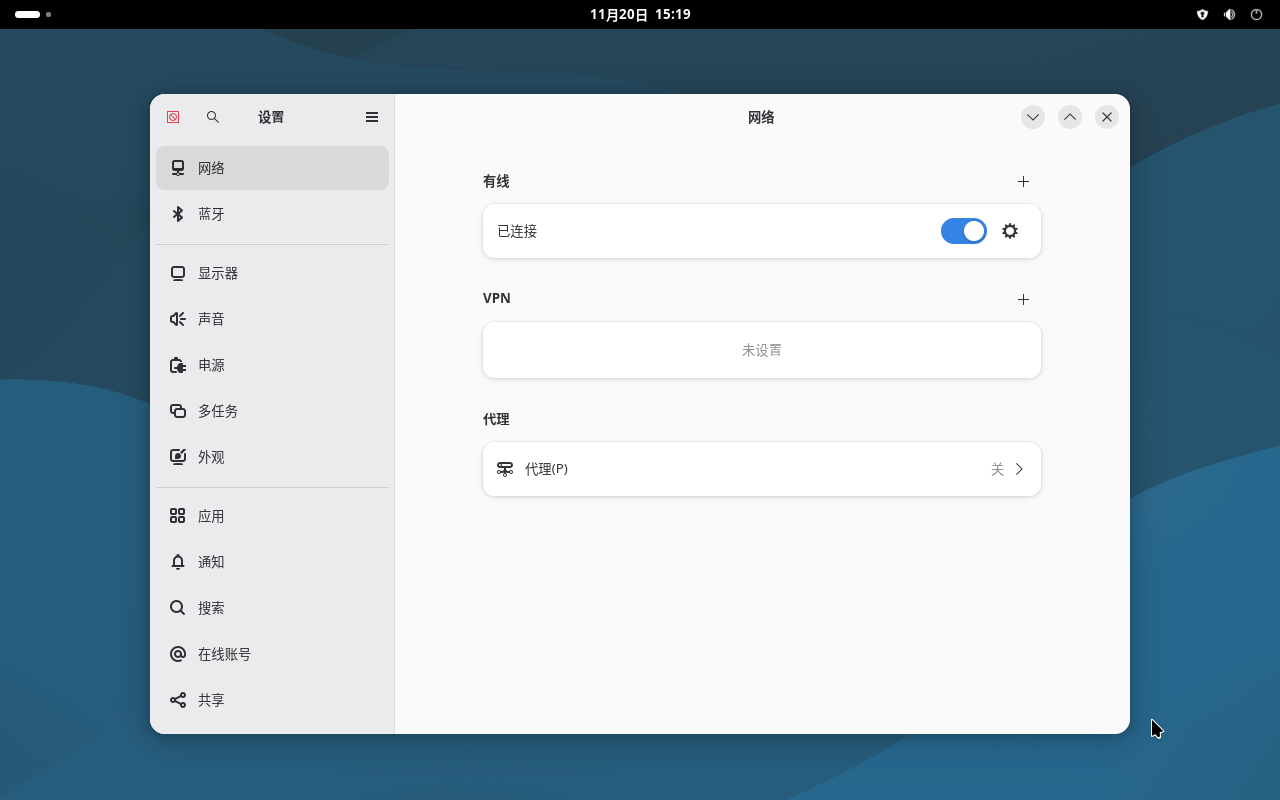 11月20日 15:19
设置
网络
网络
蓝牙
显示器
声音
电源
多任务
外观
应用
通知
搜索
在线账号
共享
有线
已连接
VPN
未设置
代理
代理(P)
关